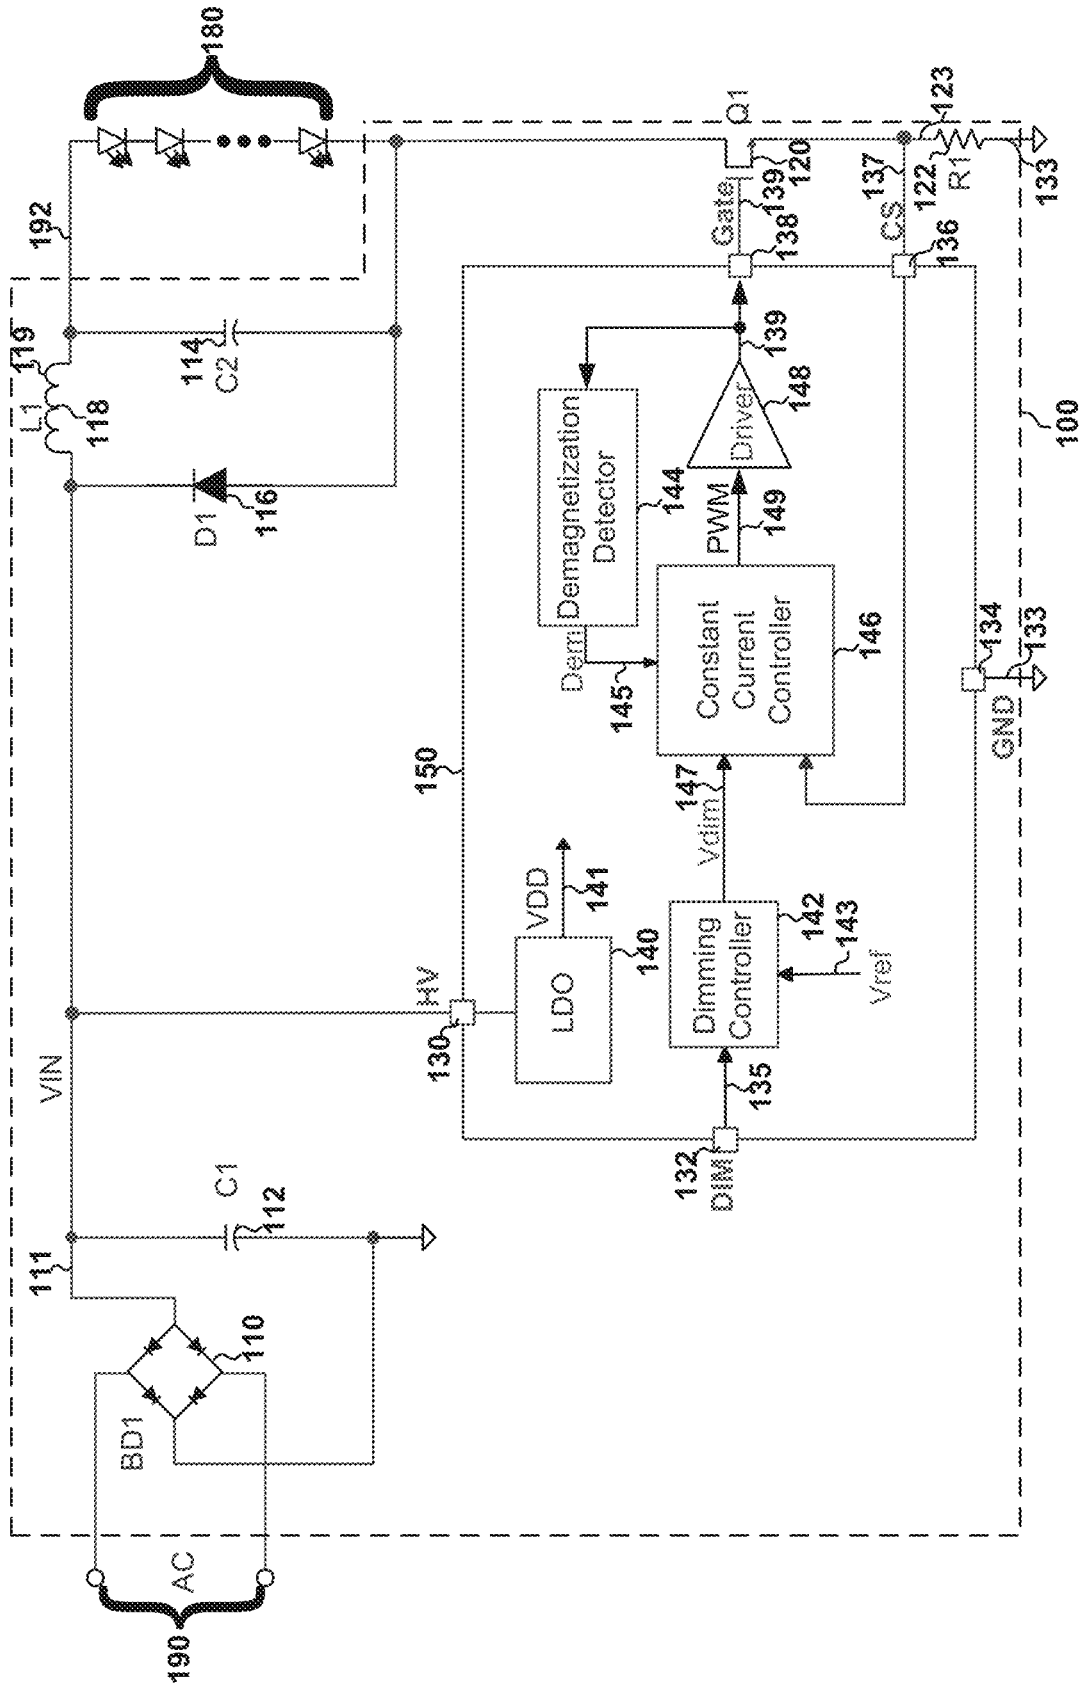 190
AC
BD1
110
111
C1
112
VIN
HV
130
150
L1
119
118
D1
116
C2
114
192
180
DIM
132
135
LDO
140
VDD
141
Dimming
Controller
142
143
Vref
Vdim
147
Constant
Current
Controller
146
Dem
145
Demagnetization
Detector
144
PWM
149
Driver
148
139
138
Gate
139
Q1
120
CS
136
137
122
123
R1
133
134
GND
133
100